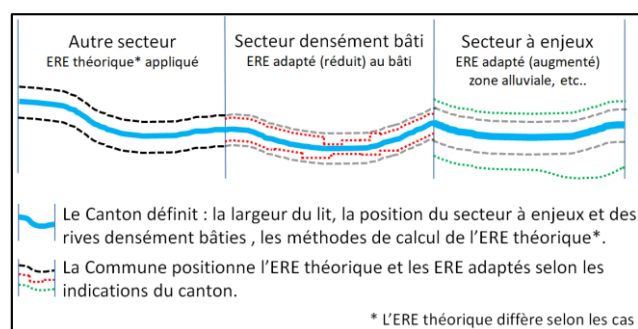 Autre secteur
ERE théorique* appliqué
Secteur densément bâti
ERE adapté (réduit) au bâti
Secteur à enjeux
ERE adapté (augmenté)
zone alluviale, etc..
Le Canton définit : la largeur du lit, la position du secteur à enjeux et des
rives densément bâties , les méthodes de calcul de l'ERE théorique*.
La Commune positionne l'ERE théorique et les ERE adaptés selon les
indications du canton.
* L'ERE théorique diffère selon les cas